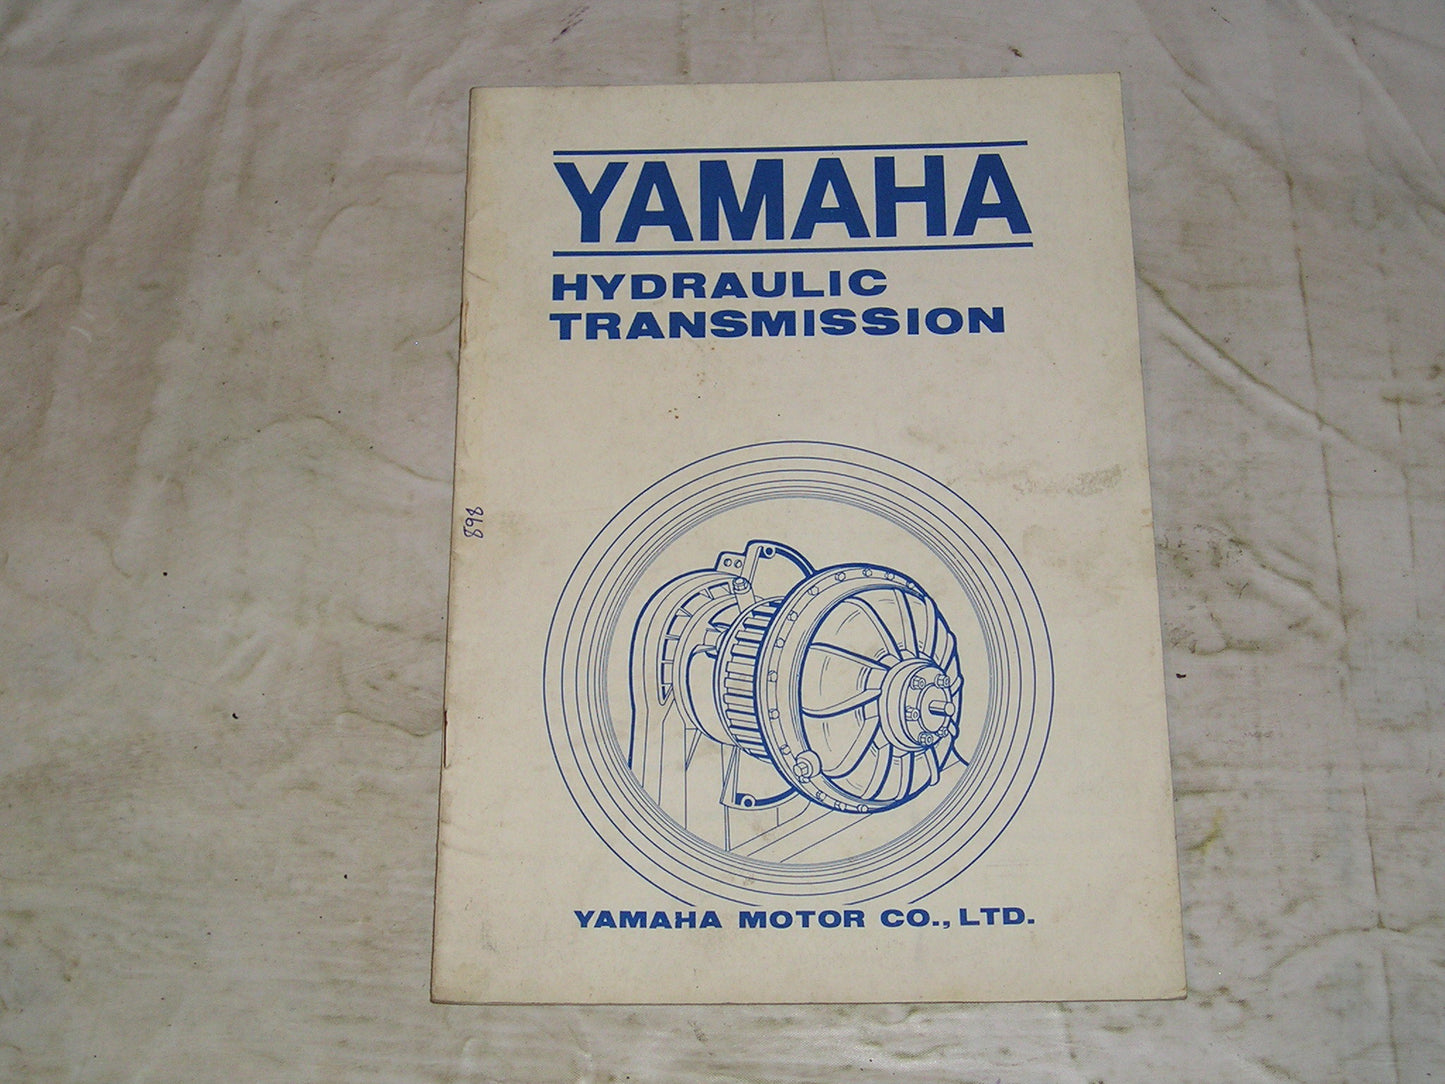 YAMAHA
HYDRAULIC
TRANSMISSION
898
YAMAHA MOTOR CO., LTD.